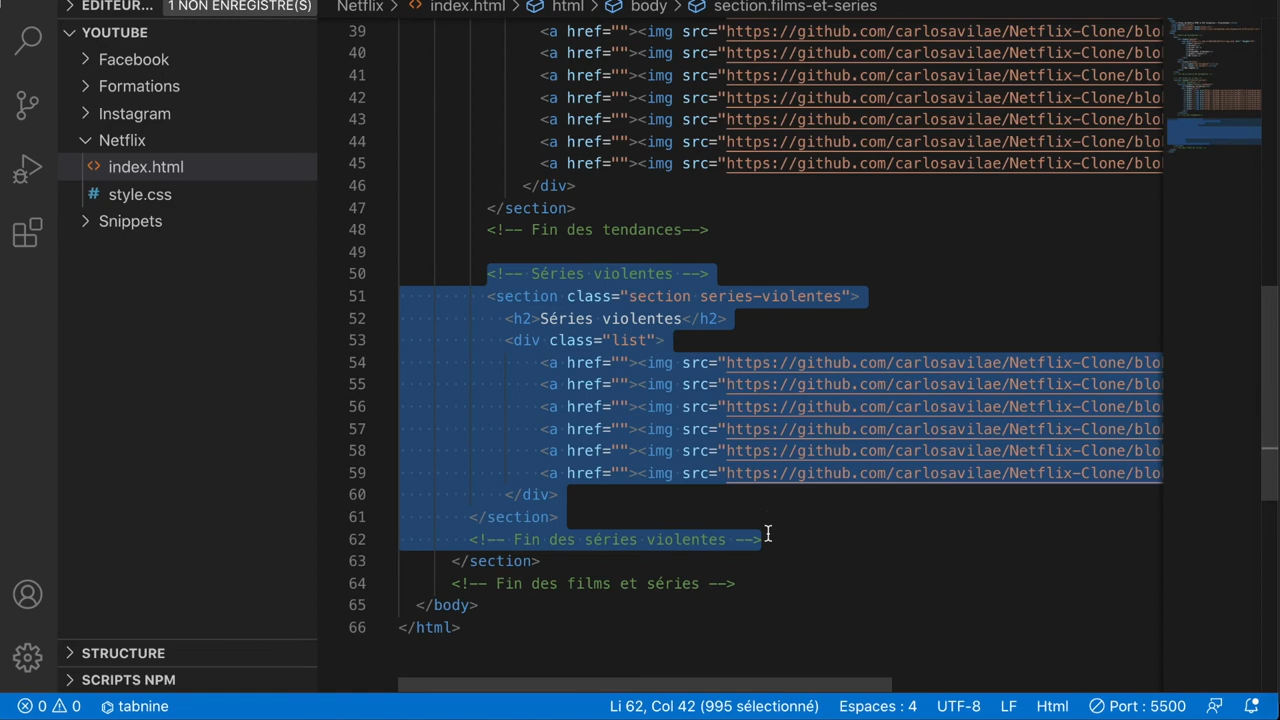 EDITEUR... 1 NON ENREGISTRÉ(S)
Netflix > index.html > html > body > section.films-et-series
YOUTUBE
Facebook
Formations
Instagram
Netflix
index.html
# style.css
Snippets
39 <a href=""><img src="https://github.com/carlosavilae/Netflix-Clone/blo
40 <a href=""><img src="https://github.com/carlosavilae/Netflix-Clone/blo
41 <a href=""><img src="https://github.com/carlosavilae/Netflix-Clone/blo
42 <a href=""><img src="https://github.com/carlosavilae/Netflix-Clone/blo
43 <a href=""><img src="https://github.com/carlosavilae/Netflix-Clone/blo
44 <a href=""><img src="https://github.com/carlosavilae/Netflix-Clone/blo
45 <a href=""><img src="https://github.com/carlosavilae/Netflix-Clone/blo
46 </div>
47 </section>
48 <!-- Fin des tendances-->
49
50 <!-- Séries violentes -->
51 <section class="section series-violentes">
52 <h2>Séries violentes</h2>
53 <div class="list">
54 <a href=""><img src="https://github.com/carlosavilae/Netflix-Clone/blo
55 <a href=""><img src="https://github.com/carlosavilae/Netflix-Clone/blo
56 <a href=""><img src="https://github.com/carlosavilae/Netflix-Clone/blo
57 <a href=""><img src="https://github.com/carlosavilae/Netflix-Clone/blo
58 <a href=""><img src="https://github.com/carlosavilae/Netflix-Clone/blo
59 <a href=""><img src="https://github.com/carlosavilae/Netflix-Clone/blo
60 </div>
61 </section>
62 <!-- Fin des séries violentes -->
63 </section>
64 <!-- Fin des films et séries -->
65 </body>
66 </html>
STRUCTURE
SCRIPTS NPM
0 0 tabnine Li 62, Col 42 (995 sélectionné) Espaces : 4 UTF-8 LF Html Port : 5500